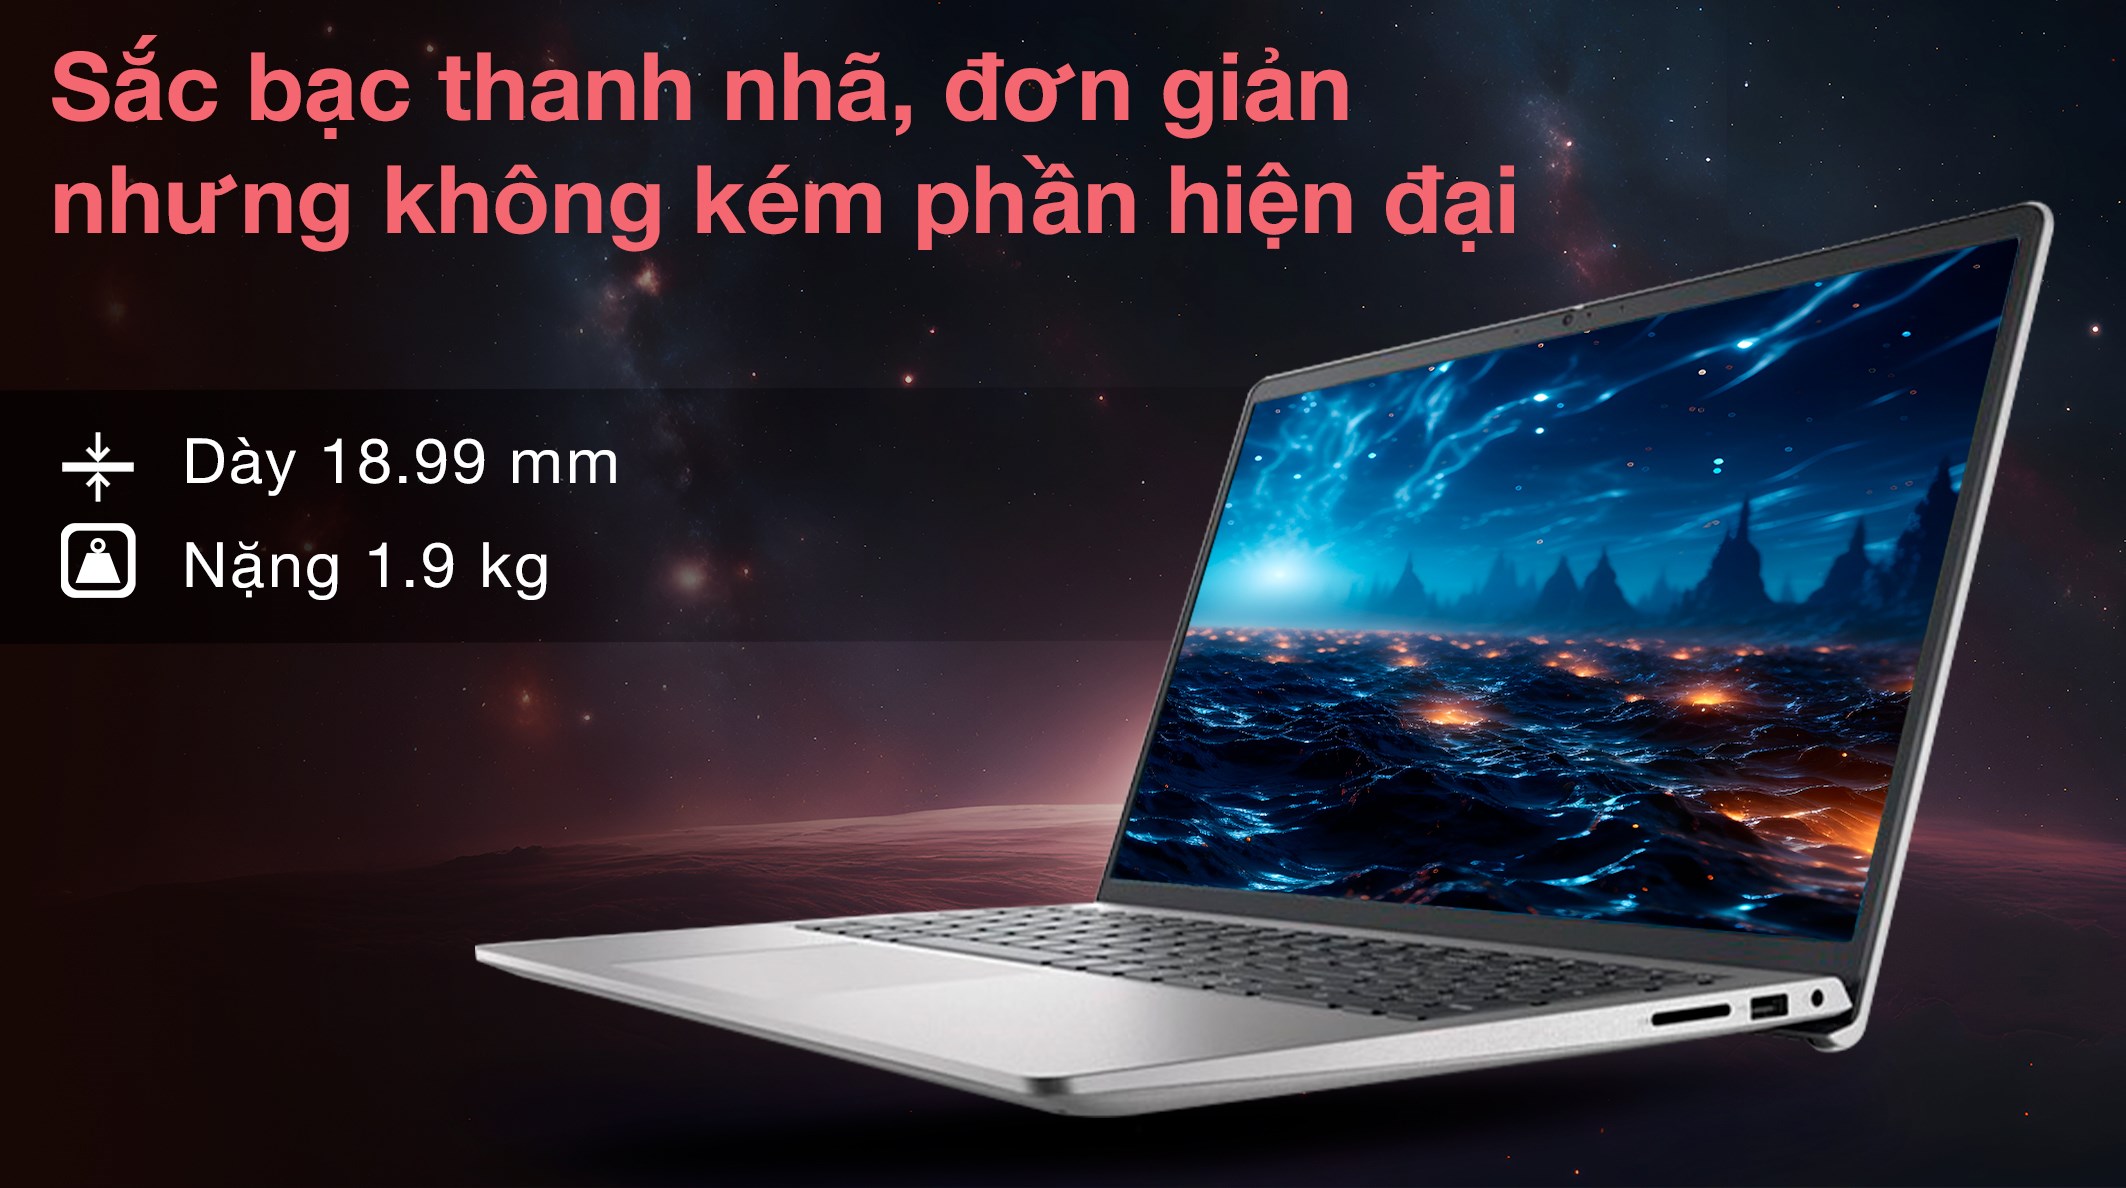 Sắc bạc thanh nhã, đơn giản
nhưng không kém phần hiện đại
Dày 18.99 mm
Nặng 1.9 kg